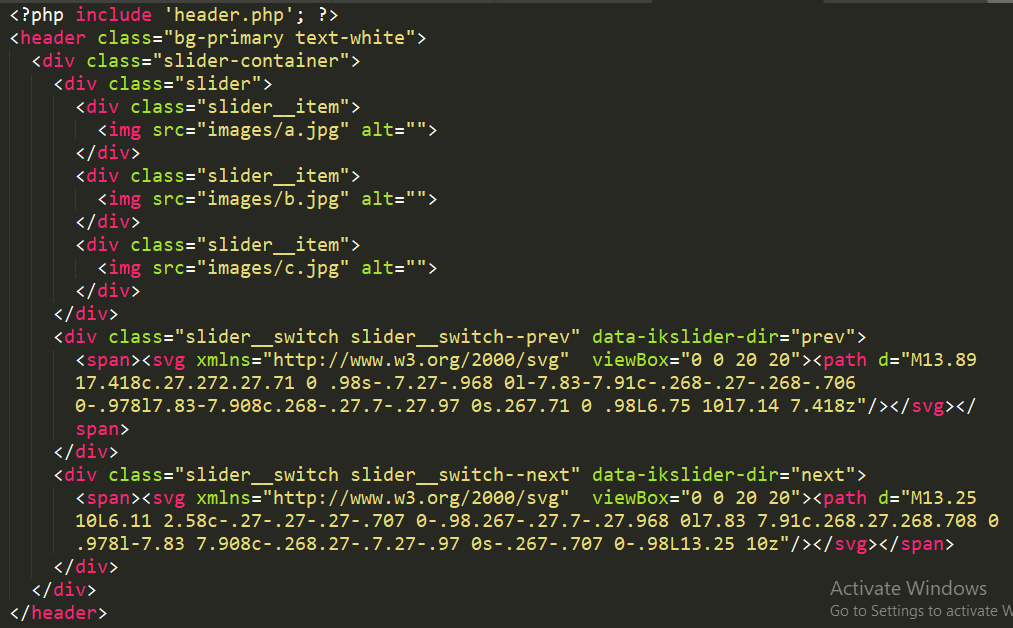 <?php include 'header.php'; ?>
<header class="bg-primary text-white">
<div class="slider-container">
<div class="slider">
<div class="slider__item">
<img src="images/a.jpg" alt="">
</div>
<div class="slider__item">
<img src="images/b.jpg" alt="">
</div>
<div class="slider__item">
<img src="images/c.jpg" alt="">
</div>
</div>
<div class="slider__switch slider__switch--prev" data-ikslider-dir="prev">
<span><svg xmlns="http://www.w3.org/2000/svg"  viewBox="0 0 20 20"><path d="M13.89
17.418c.27.272.27.71 0 .98s-.7.27-.968 0l-7.83-7.91c-.268-.27-.268-.706
0-.978l7.83-7.908c.268-.27.7-.27.97 0s.267.71 0 .98L6.75 10l7.14 7.418z"/></svg></
span>
</div>
<div class="slider__switch slider__switch--next" data-ikslider-dir="next">
<span><svg xmlns="http://www.w3.org/2000/svg"  viewBox="0 0 20 20"><path d="M13.25
10L6.11 2.58c-.27-.27-.27-.707 0-.98.267-.27.7-.27.968 0l7.83 7.91c.268.27.268.708 0
.978l-7.83 7.908c-.268.27-.7.27-.97 0s-.267-.707 0-.98L13.25 10z"/></svg></span>
</div>
</div>
</header>
Activate Windows
Go to Settings to activate W